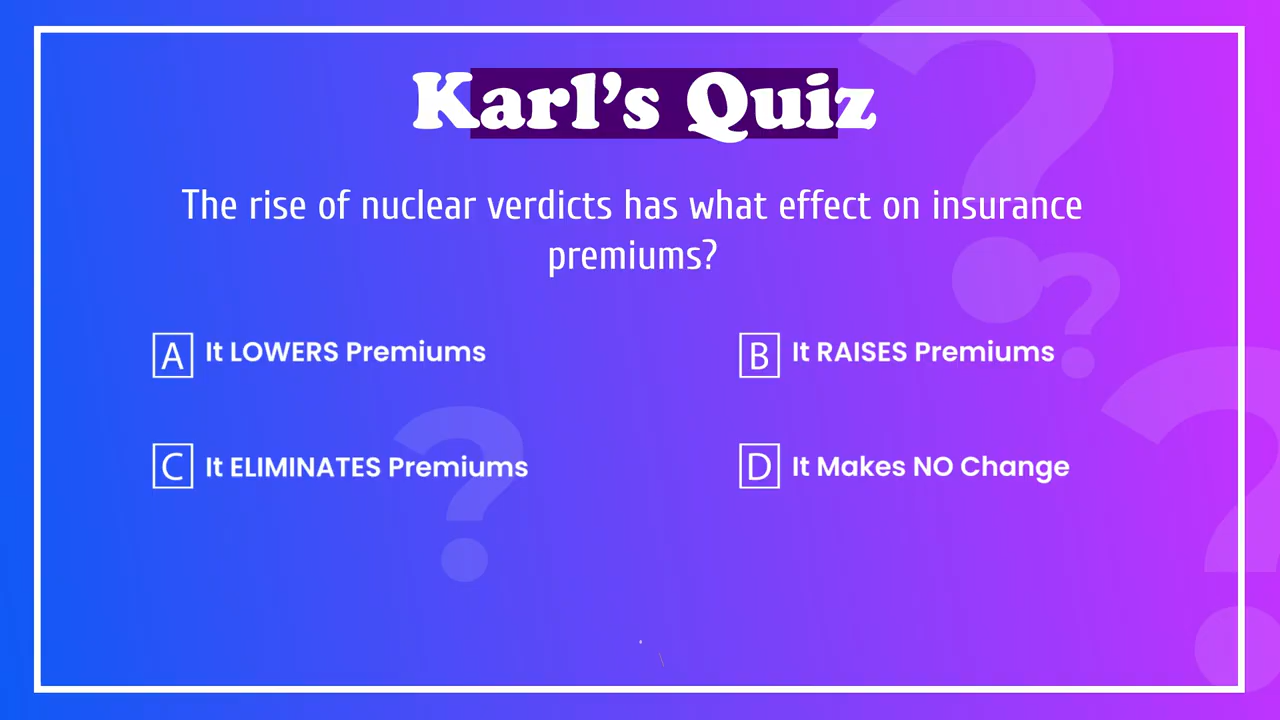 Karl's Quiz
The rise of nuclear verdicts has what effect on insurance
premiums?
A It LOWERS Premiums
B It RAISES Premiums
C It ELIMINATES Premiums
D It Makes NO Change